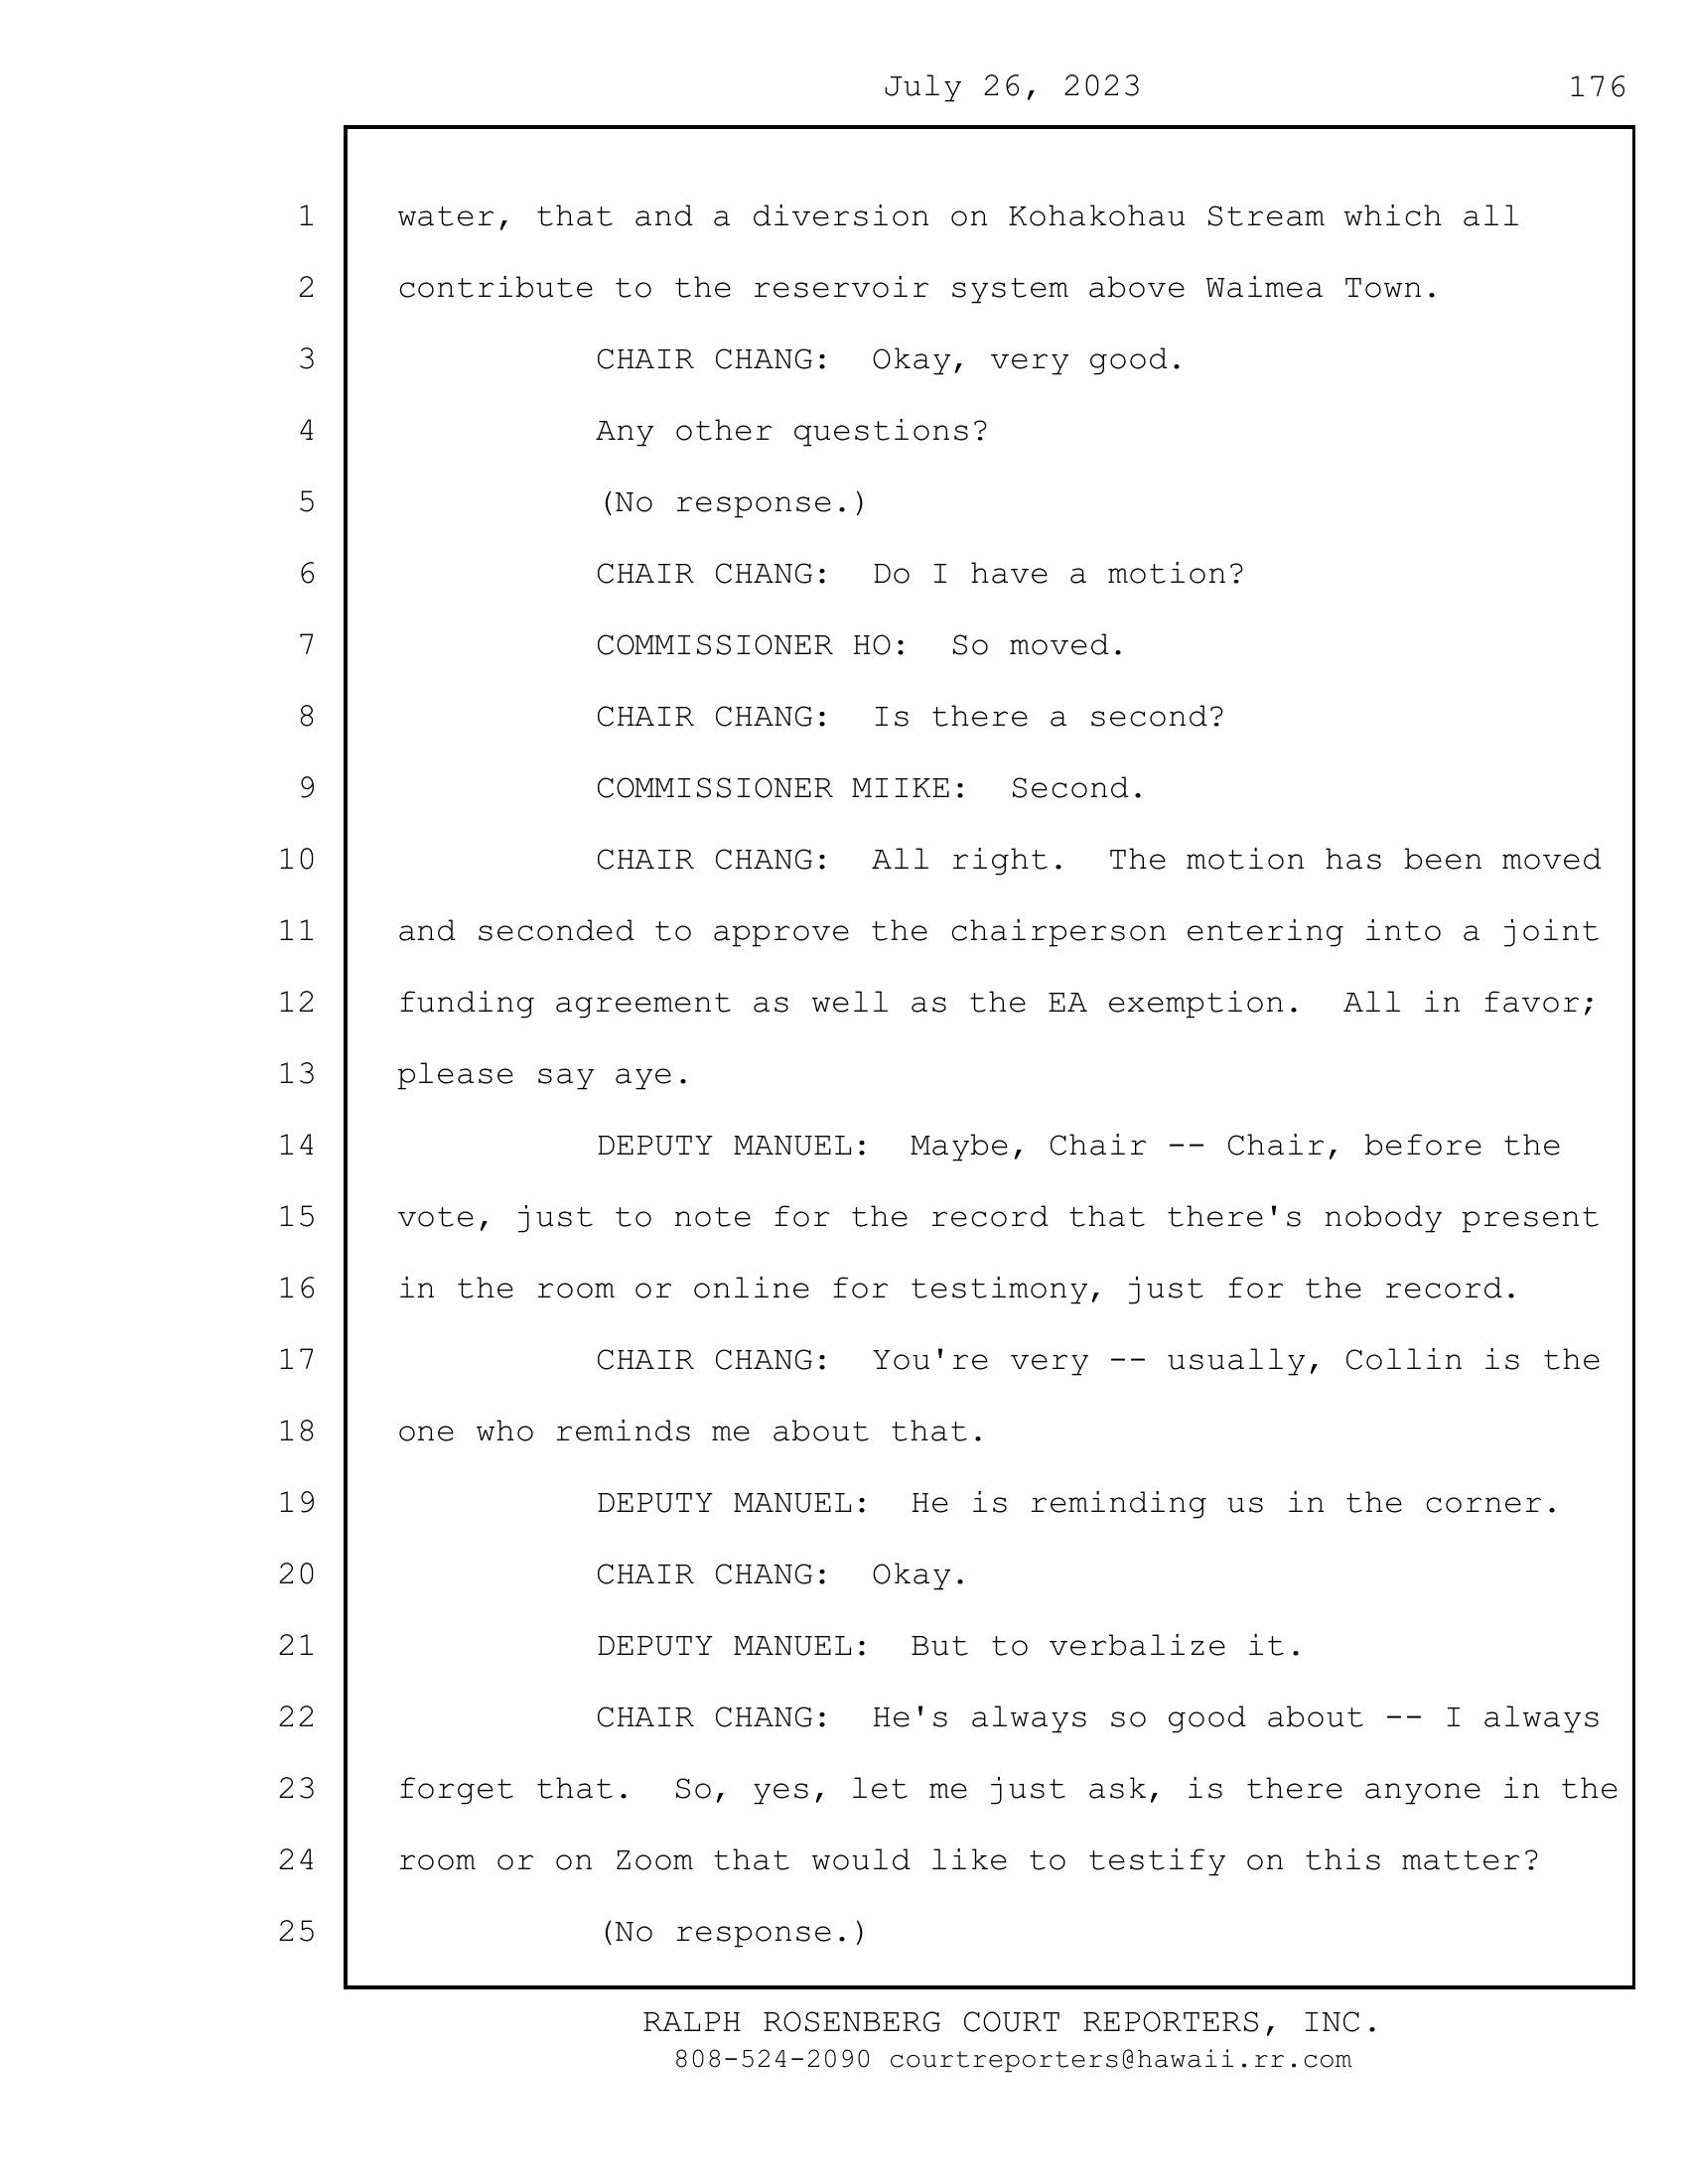 July 26, 2023 176
1 water, that and a diversion on Kohakohau Stream which all
2 contribute to the reservoir system above Waimea Town.
3 CHAIR CHANG: Okay, very good.
4 Any other questions?
5 (No response.)
6 CHAIR CHANG: Do I have a motion?
7 COMMISSIONER HO: So moved.
8 CHAIR CHANG: Is there a second?
9 COMMISSIONER MIIKE: Second.
10 CHAIR CHANG: All right. The motion has been moved
11 and seconded to approve the chairperson entering into a joint
12 funding agreement as well as the EA exemption. All in favor;
13 please say aye.
14 DEPUTY MANUEL: Maybe, Chair -- Chair, before the
15 vote, just to note for the record that there's nobody present
16 in the room or online for testimony, just for the record.
17 CHAIR CHANG: You're very -- usually, Collin is the
18 one who reminds me about that.
19 DEPUTY MANUEL: He is reminding us in the corner.
20 CHAIR CHANG: Okay.
21 DEPUTY MANUEL: But to verbalize it.
22 CHAIR CHANG: He's always so good about -- I always
23 forget that. So, yes, let me just ask, is there anyone in the
24 room or on Zoom that would like to testify on this matter?
25 (No response.)
RALPH ROSENBERG COURT REPORTERS, INC.
808-524-2090 courtreporters@hawaii.rr.com